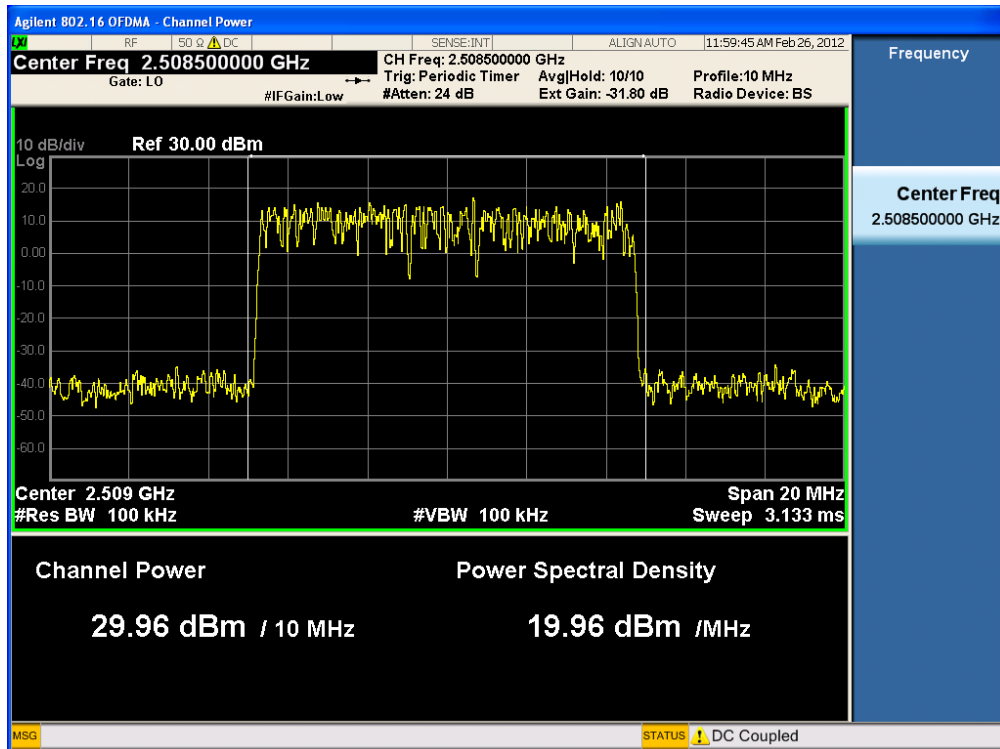 Agilent 802.16 OFDMA - Channel Power
LXI RF 50 Ω DC SENSE:INT ALIGN AUTO 11:59:45 AM Feb 26, 2012
Center Freq 2.508500000 GHz
Gate: LO
#IFGain:Low
CH Freq: 2.508500000 GHz
Trig: Periodic Timer Avg|Hold: 10/10 Profile:10 MHz
#Atten: 24 dB Ext Gain: -31.80 dB Radio Device: BS
Frequency
Center Freq
2.508500000 GHz
10 dB/div Ref 30.00 dBm
Log
20.0
10.0
0.00
-10.0
-20.0
-30.0
-40.0
-50.0
-60.0
Center 2.509 GHz Span 20 MHz
#Res BW 100 kHz #VBW 100 kHz Sweep 3.133 ms
Channel Power Power Spectral Density
29.96 dBm / 10 MHz 19.96 dBm /MHz
MSG STATUS DC Coupled